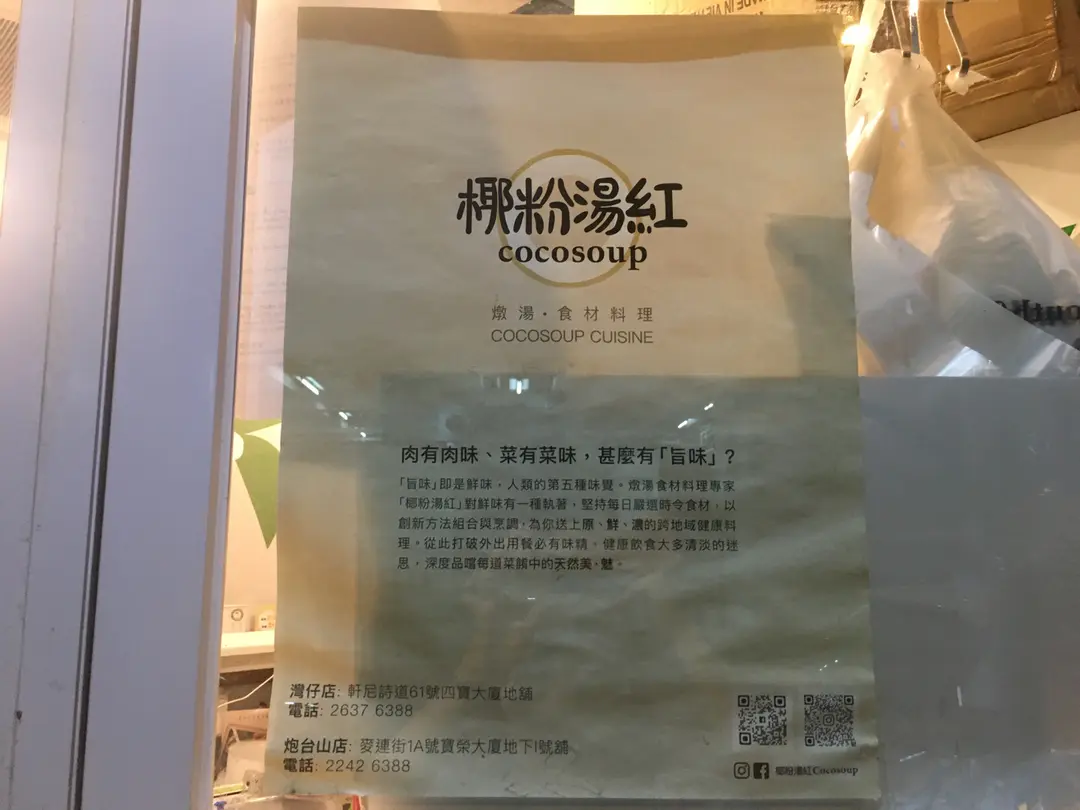 MADE IN VIE
椰粉湯紅
cocosoup
燉湯・食材料理
COCOSOUP CUISINE
肉有肉味、菜有菜味，甚麼有「旨味」？
「旨味」即是鮮味，人類的第五種味覺。燉湯食材料理專家
「椰粉湯紅」對鮮味有一種執著，堅持每日嚴選時令食材，以
創新方法組合與烹調，為你送上原、鮮、濃的跨地域健康料
理。從此打破外出用餐必有味精、健康飲食大多清淡的迷
思，深度品嚐每道菜餚中的天然美・魅。
灣仔店: 軒尼詩道61號四寶大廈地舖
電話: 2637 6388
炮台山店: 麥連街1A號寶榮大廈地下I號舖
電話: 2242 6388
椰粉湯紅Cocosoup